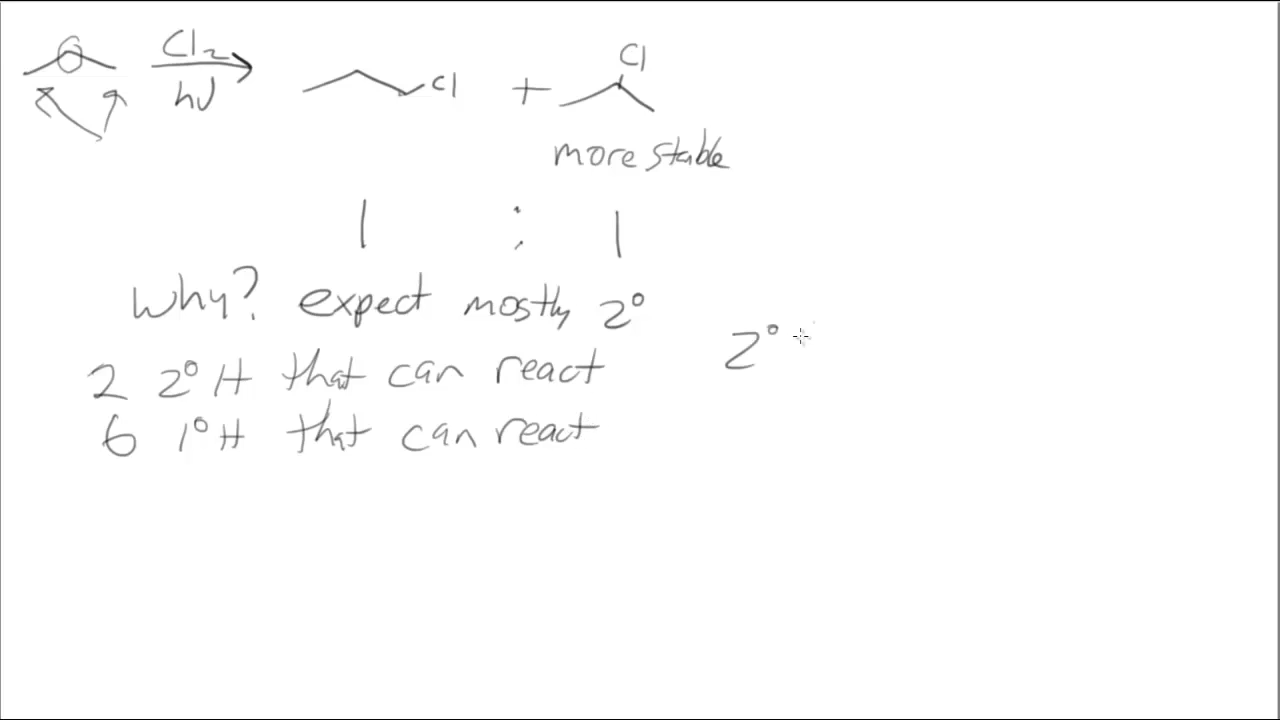 Cl2
hν
Cl
+
Cl
more stable
1 : 1
Why? expect mostly 2°
2 2° H that can react
6 1° H that can react
2°